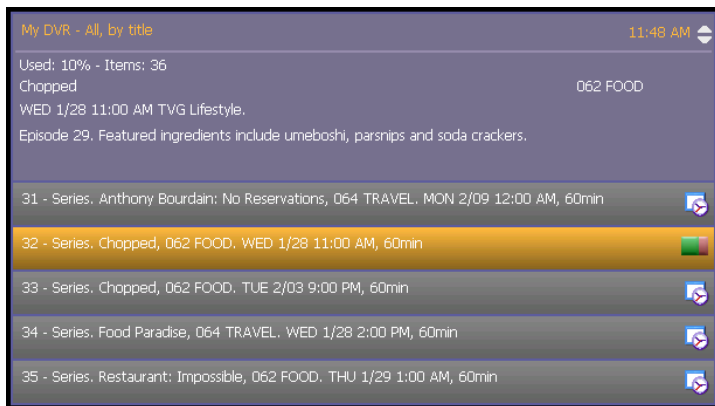 My DVR - All, by title 11:48 AM
Used: 10% - Items: 36
Chopped 062 FOOD
WED 1/28 11:00 AM TVG Lifestyle.
Episode 29. Featured ingredients include umeboshi, parsnips and soda crackers.
31 - Series. Anthony Bourdain: No Reservations, 064 TRAVEL. MON 2/09 12:00 AM, 60min
32 - Series. Chopped, 062 FOOD. WED 1/28 11:00 AM, 60min
33 - Series. Chopped, 062 FOOD. TUE 2/03 9:00 PM, 60min
34 - Series. Food Paradise, 064 TRAVEL. WED 1/28 2:00 PM, 60min
35 - Series. Restaurant: Impossible, 062 FOOD. THU 1/29 1:00 AM, 60min